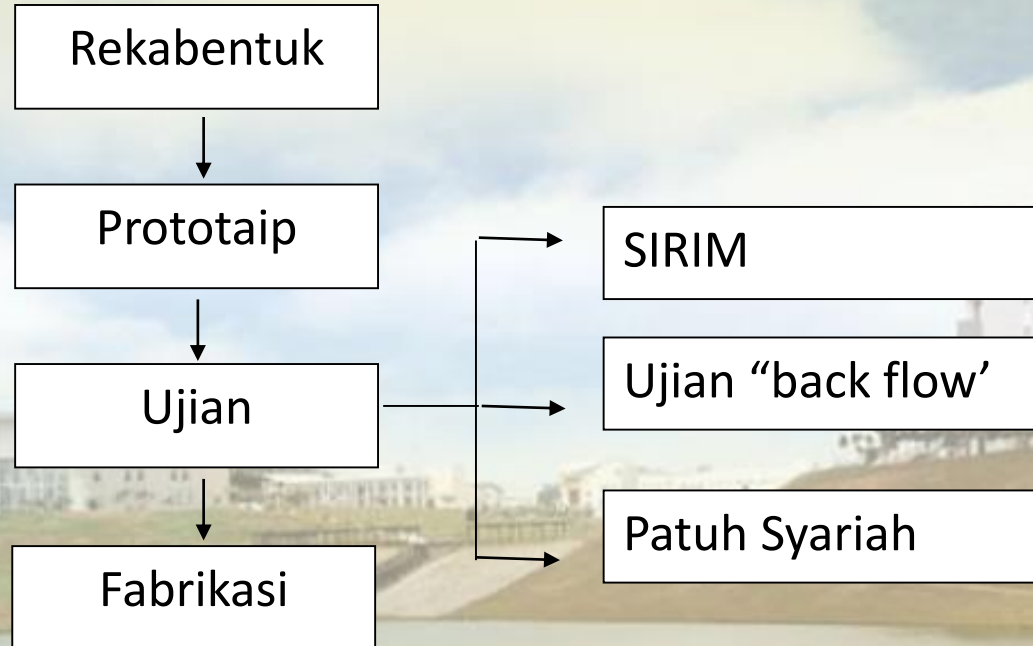 Rekabentuk
Prototaip
Ujian
Fabrikasi
SIRIM
Ujian “back flow’
Patuh Syariah